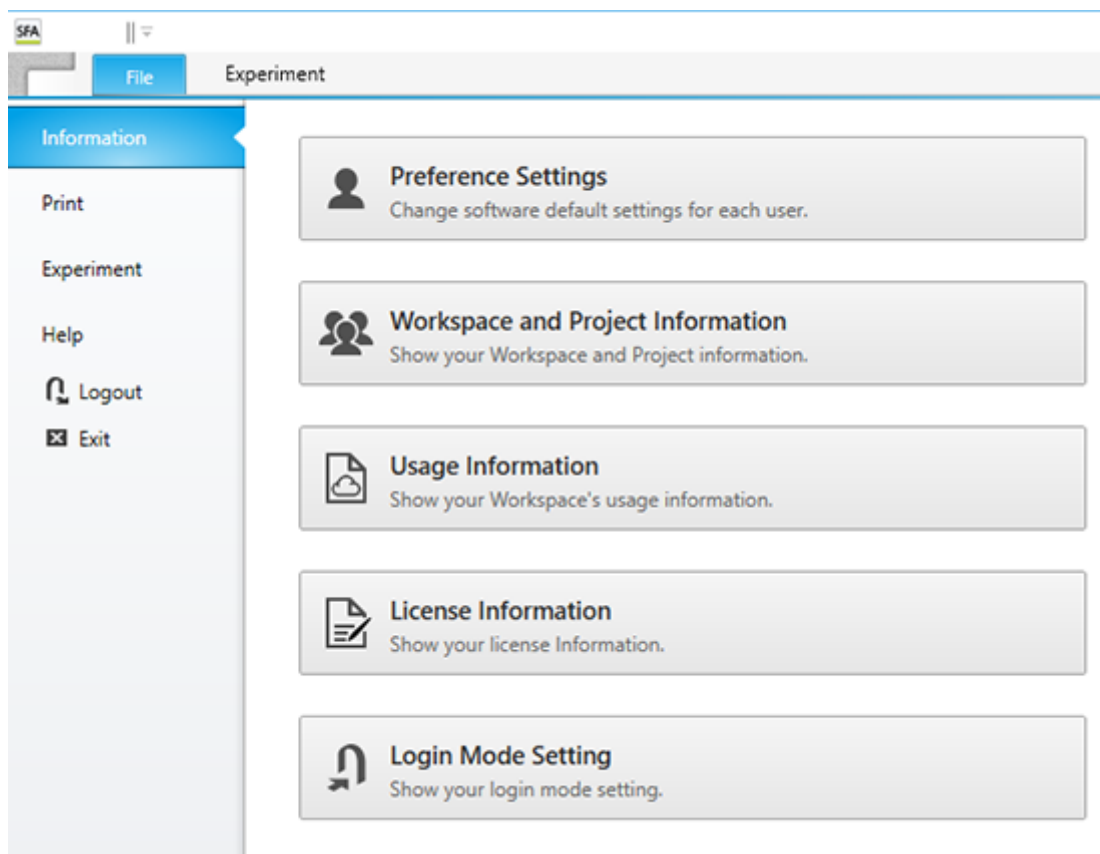 SFA
File
Experiment
Information
Print
Experiment
Help
Logout
Exit
Preference Settings
Change software default settings for each user.
Workspace and Project Information
Show your Workspace and Project information.
Usage Information
Show your Workspace's usage information.
License Information
Show your license Information.
Login Mode Setting
Show your login mode setting.